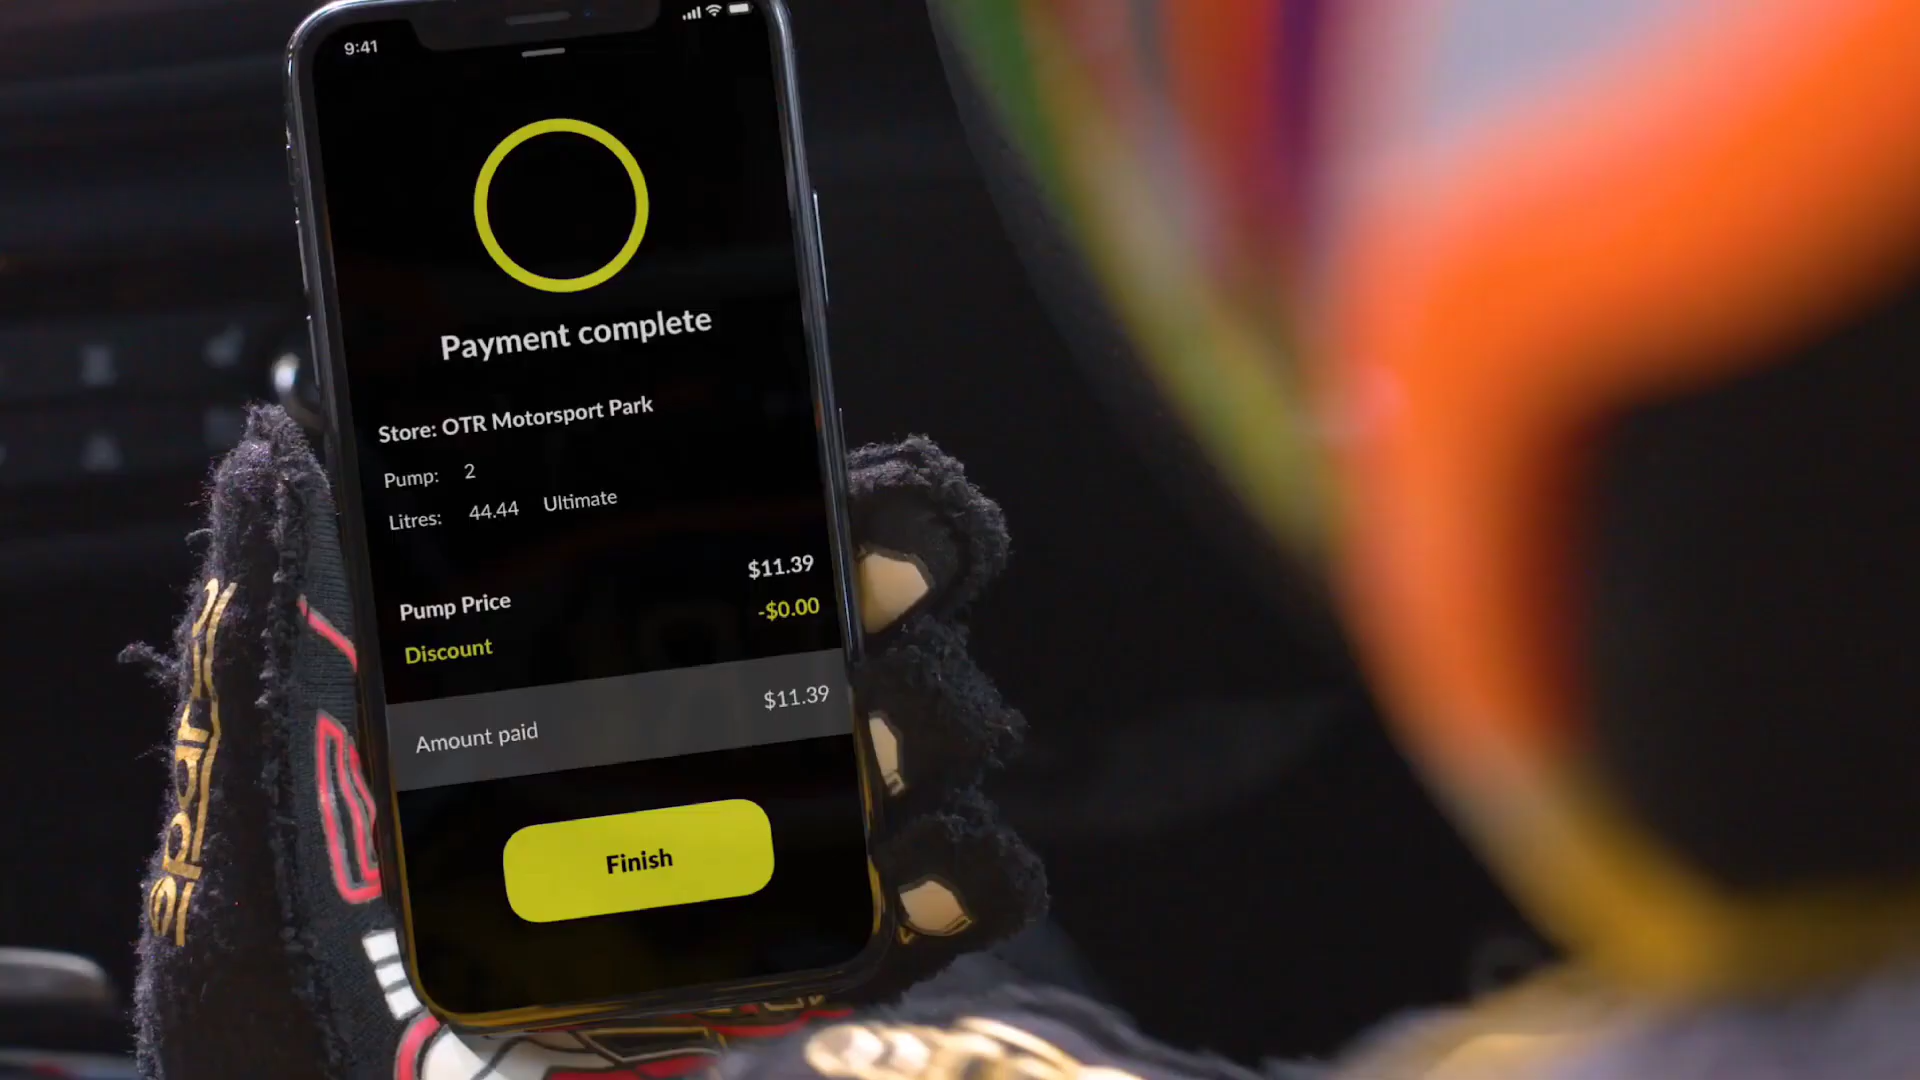 9:41
Payment complete
Store: OTR Motorsport Park
Pump: 2
Litres: 44.44 Ultimate
$11.39
Pump Price
-$0.00
Discount
$11.39
Amount paid
Finish
sparco